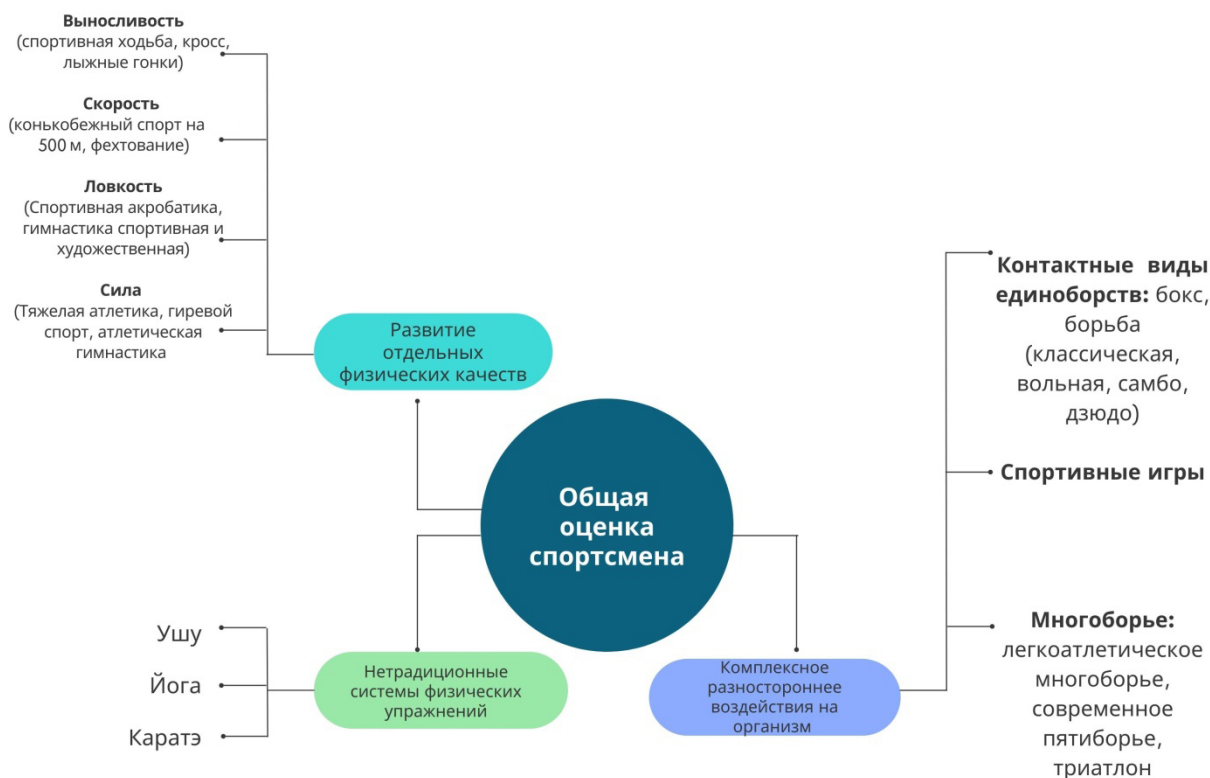 Выносливость
(спортивная ходьба, кросс,
лыжные гонки)
Скорость
(конькобежный спорт на
500 м, фехтование)
Ловкость
(Спортивная акробатика,
гимнастика спортивная и
художественная)
Сила
(Тяжелая атлетика, гиревой
спорт, атлетическая
гимнастика
Развитие
отдельных
физических качеств
Общая
оценка
спортсмена
Контактные виды
единоборств: бокс,
борьба
(классическая,
вольная, самбо,
дзюдо)
Спортивные игры
Многоборье:
легкоатлетическое
многоборье,
современное
пятиборье,
триатлон
Комплексное
разностороннее
воздействия на
организм
Нетрадиционные
системы физических
упражнений
Ушу
Йога
Каратэ